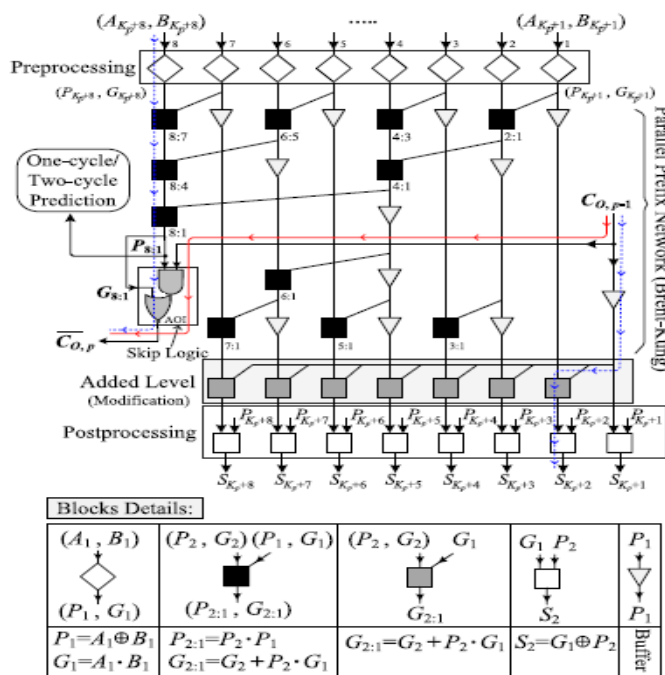 (A_{K_p+8}, B_{K_p+8}) ..... (A_{K_p+1}, B_{K_p+1})
8 7 6 5 4 3 2 1
Preprocessing
(P_{K_p+8}, G_{K_p+8}) (P_{K_p+1}, G_{K_p+1})
8:7 6:5 4:3 2:1
One-cycle/
Two-cycle
Prediction
8:4 4:1
8:1
C_{O,p-1}
P_{8:1}
G_{8:1}
6:1
AOI
Skip Logic
\overline{C_{O,p}}
7:1 5:1 3:1
Parallel Prefix Network (Brent-Kung)
Added Level
(Modification)
P_{K_p+8} P_{K_p+7} P_{K_p+6} P_{K_p+5} P_{K_p+4} P_{K_p+3} P_{K_p+2} P_{K_p+1}
Postprocessing
S_{K_p+8} S_{K_p+7} S_{K_p+6} S_{K_p+5} S_{K_p+4} S_{K_p+3} S_{K_p+2} S_{K_p+1}
Blocks Details:
(A_1, B_1) (P_2, G_2) (P_1, G_1) (P_2, G_2) G_1 G_1 P_2 P_1
(P_1, G_1) (P_{2:1}, G_{2:1}) G_{2:1} S_2 P_1
P_1=A_1⊕B_1 P_{2:1}=P_2·P_1 G_{2:1}=G_2+P_2·G_1 S_2=G_1⊕P_2 Buffer
G_1=A_1·B_1 G_{2:1}=G_2+P_2·G_1